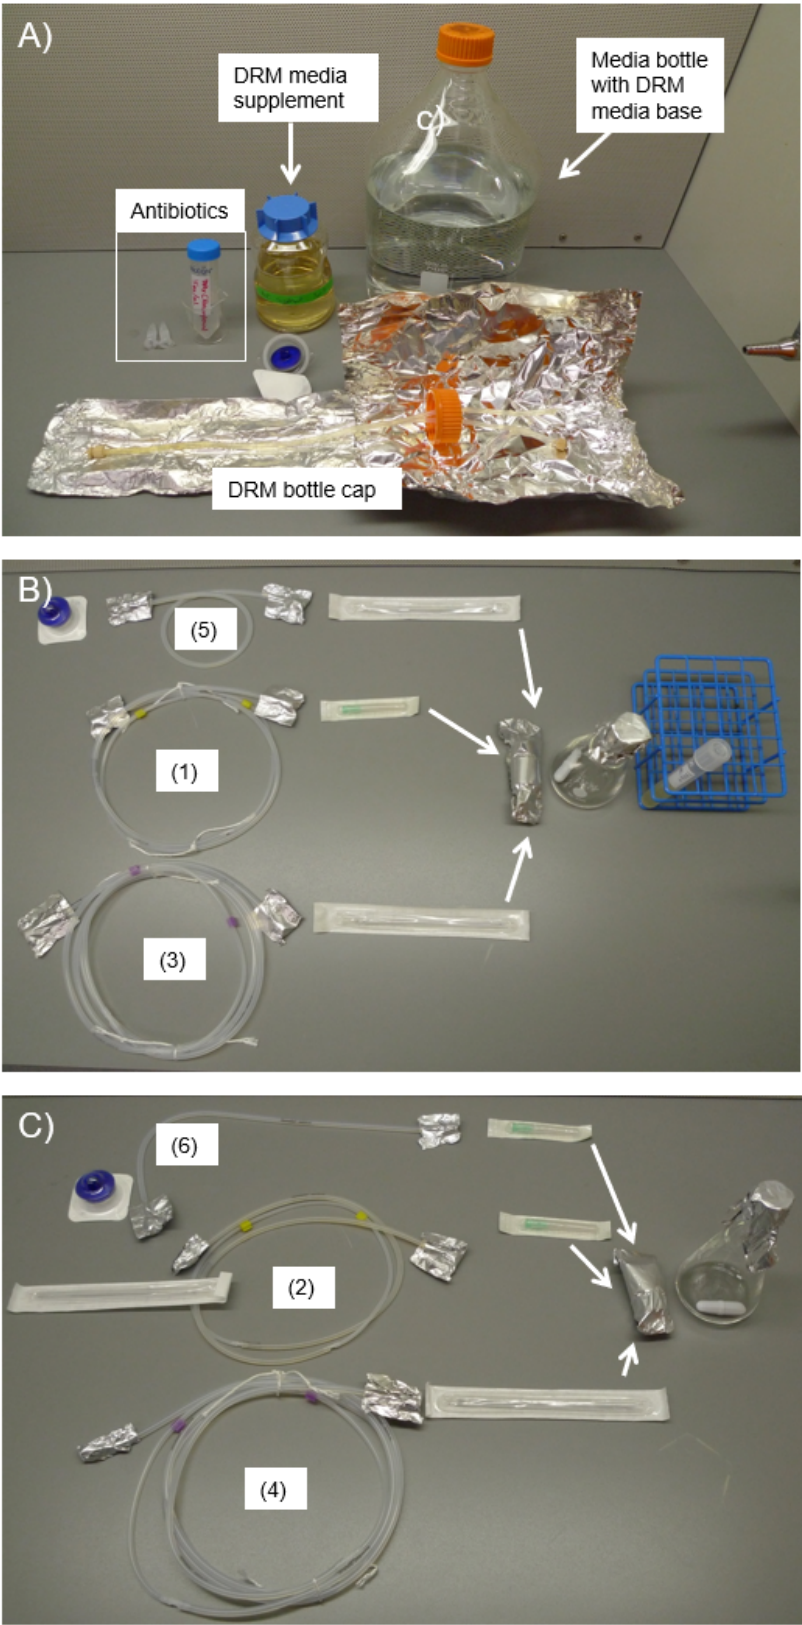 A)
DRM media
supplement
Media bottle
with DRM
media base
c)
Antibiotics
DRM bottle cap
B)
(5)
(1)
(3)
C)
(6)
(2)
(4)